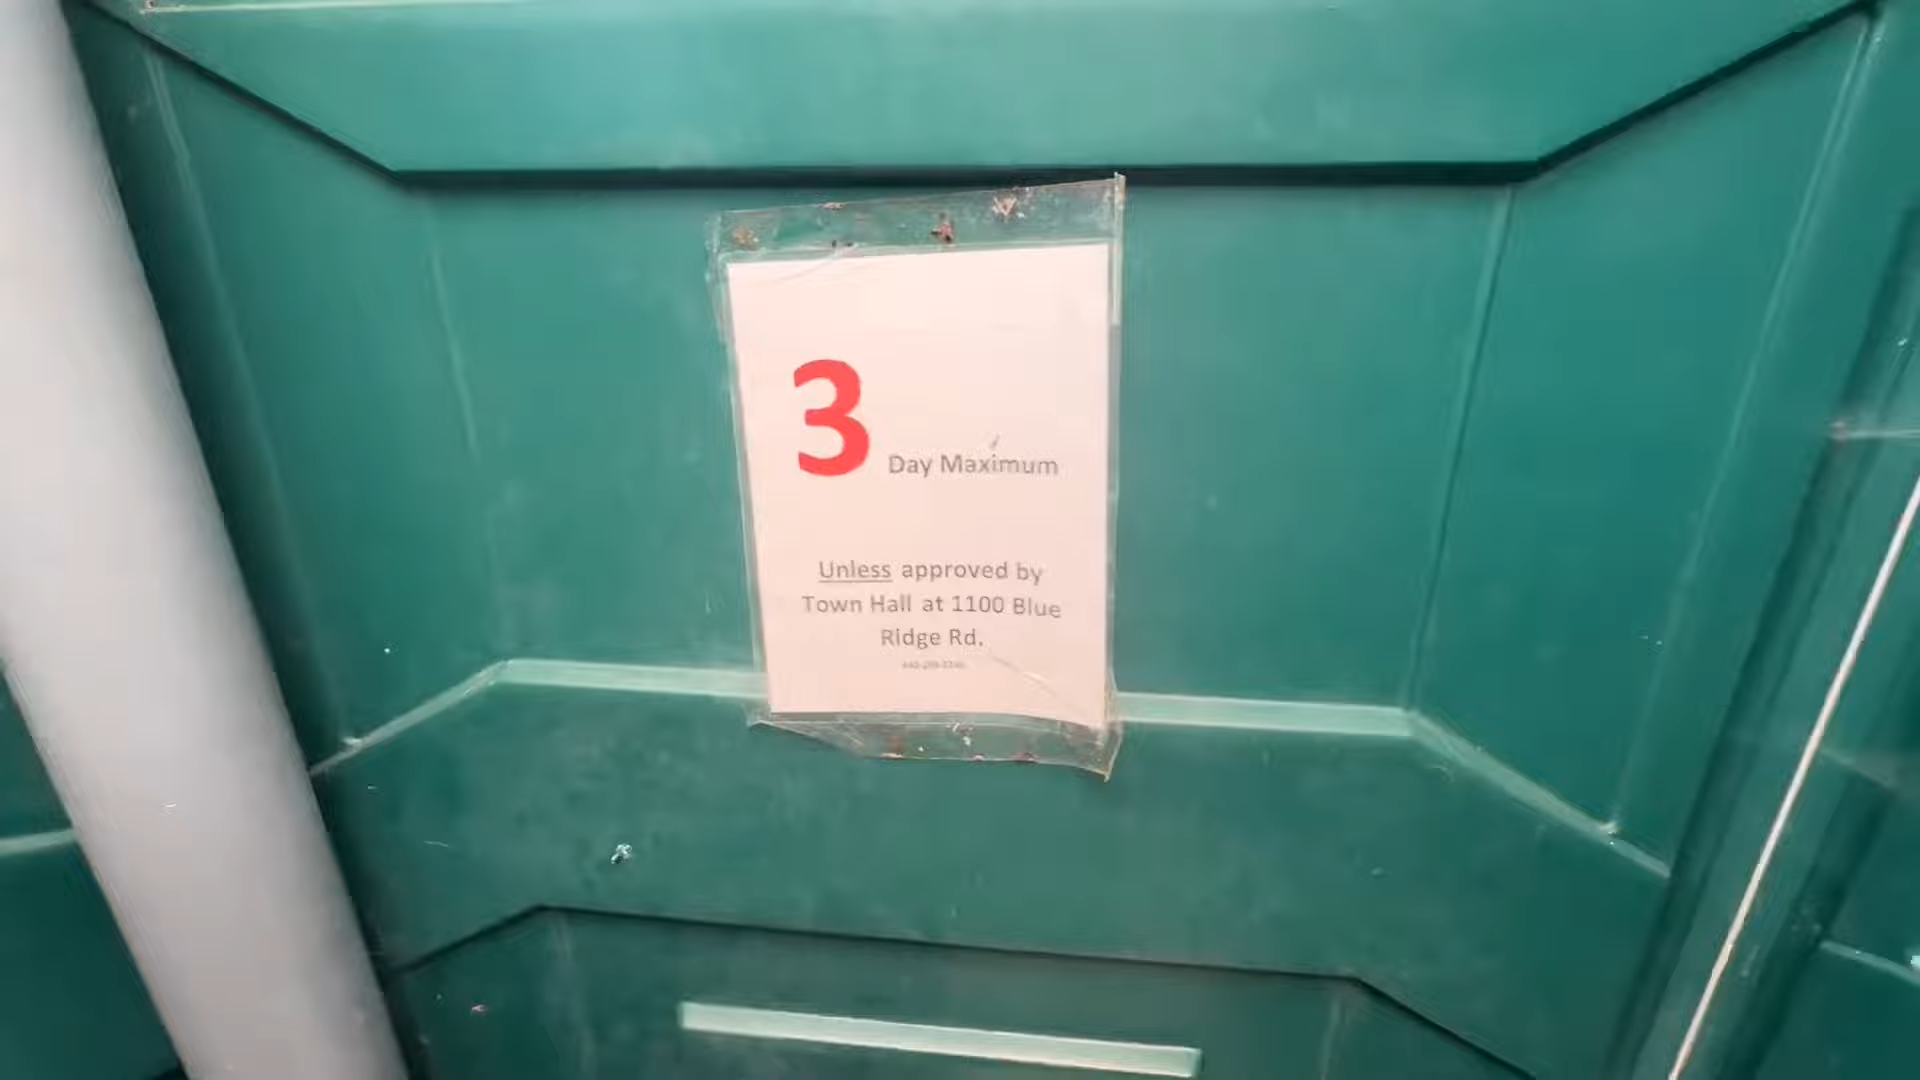 3 Day Maximum
Unless approved by
Town Hall at 1100 Blue
Ridge Rd.